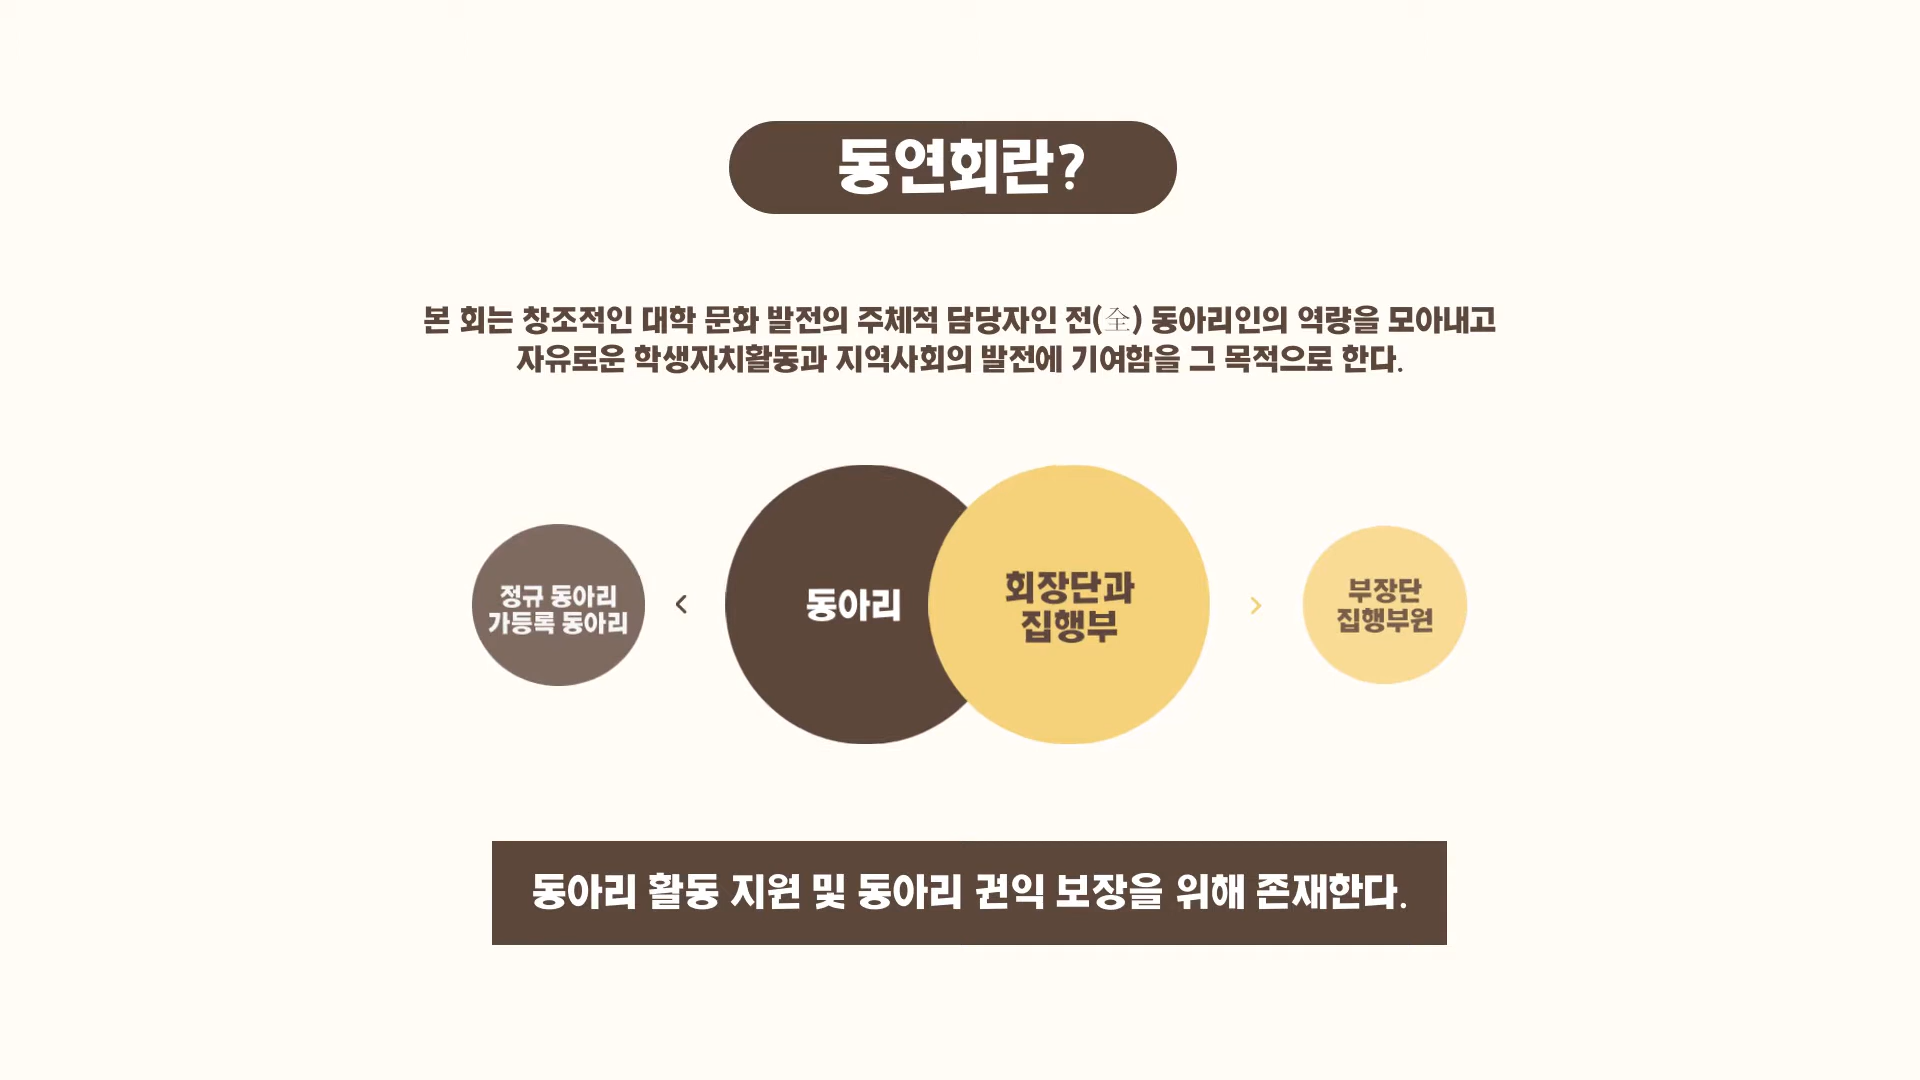 동연회란?
본 회는 창조적인 대학 문화 발전의 주체적 담당자인 전(全) 동아리인의 역량을 모아내고
자유로운 학생자치활동과 지역사회의 발전에 기여함을 그 목적으로 한다.
정규 동아리
가등록 동아리
동아리
회장단과
집행부
부장단
집행부원
동아리 활동 지원 및 동아리 권익 보장을 위해 존재한다.